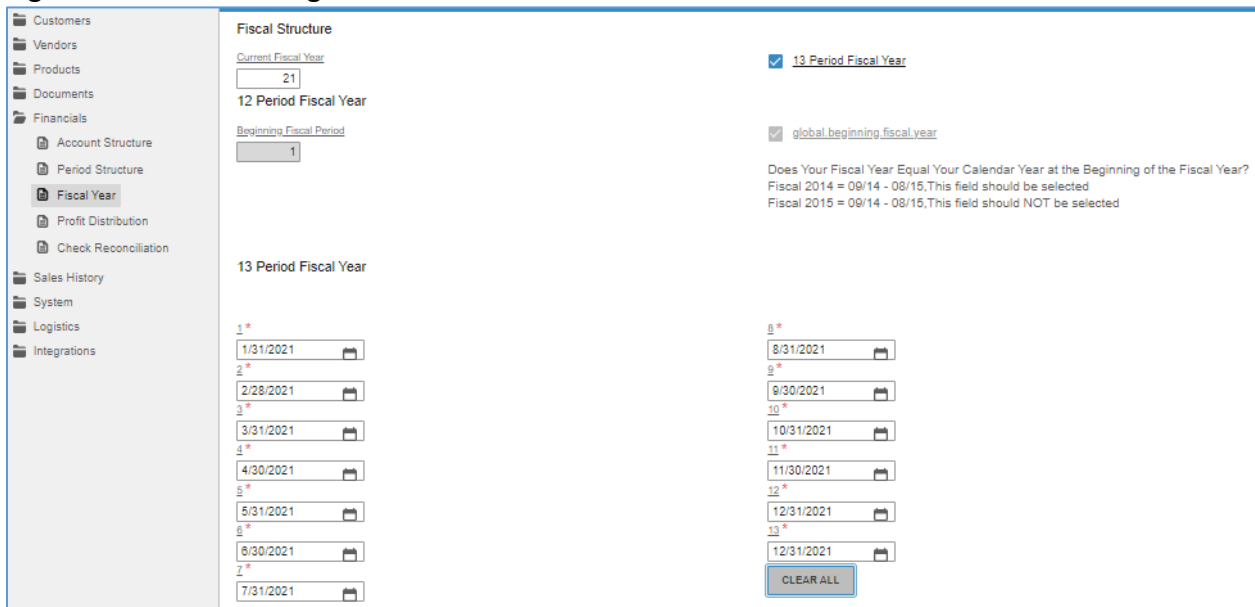 Customers
Vendors
Products
Documents
Financials
Account Structure
Period Structure
Fiscal Year
Profit Distribution
Check Reconciliation
Sales History
System
Logistics
Integrations
Fiscal Structure
Current Fiscal Year
21
13 Period Fiscal Year
12 Period Fiscal Year
Beginning Fiscal Period
1
global.beginning.fiscal.year
Does Your Fiscal Year Equal Your Calendar Year at the Beginning of the Fiscal Year?
Fiscal 2014 = 09/14 - 08/15,This field should be selected
Fiscal 2015 = 09/14 - 08/15,This field should NOT be selected
13 Period Fiscal Year
1 *
1/31/2021
2 *
2/28/2021
3 *
3/31/2021
4 *
4/30/2021
5 *
5/31/2021
6 *
6/30/2021
7 *
7/31/2021
8 *
8/31/2021
9 *
9/30/2021
10 *
10/31/2021
11 *
11/30/2021
12 *
12/31/2021
13 *
12/31/2021
CLEAR ALL